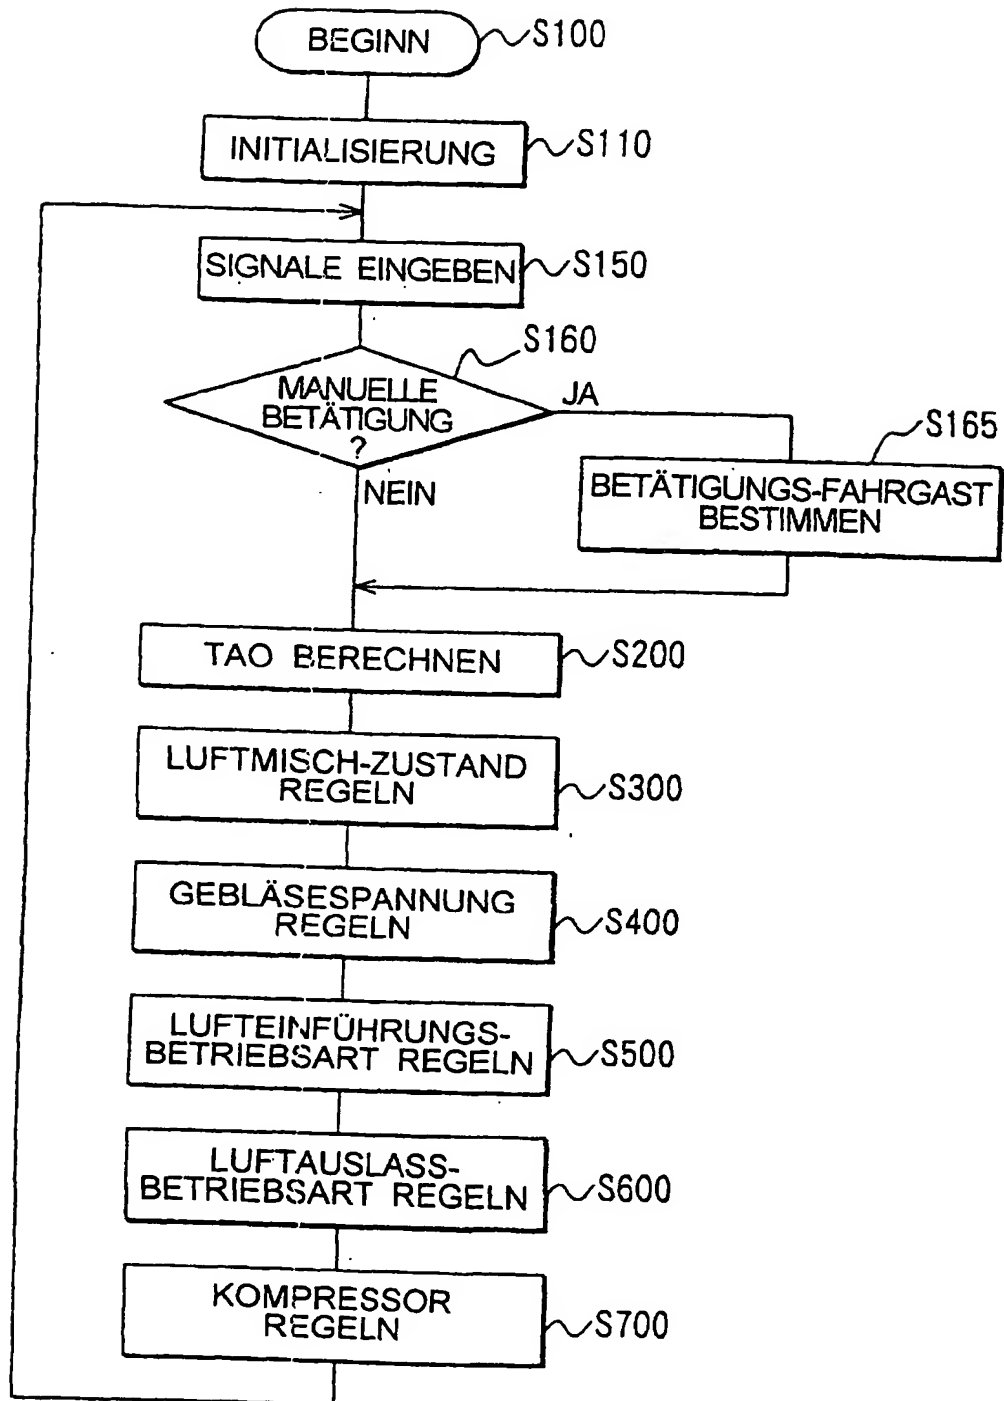 BEGINN
S100
INITIALISIERUNG
S110
SIGNALE EINGEBEN
S150
S160
MANUELLE
BETÄTIGUNG
?
JA
NEIN
S165
BETÄTIGUNGS-FAHRGAST
BESTIMMEN
TAO BERECHNEN
S200
LUFTMISCH-ZUSTAND
REGELN
S300
GEBLÄSESPANNUNG
REGELN
S400
LUFTEINFÜHRUNGS-
BETRIEBSART REGELN
S500
LUFTAUSLASS-
BETRIEBSART REGELN
S600
KOMPRESSOR
REGELN
S700